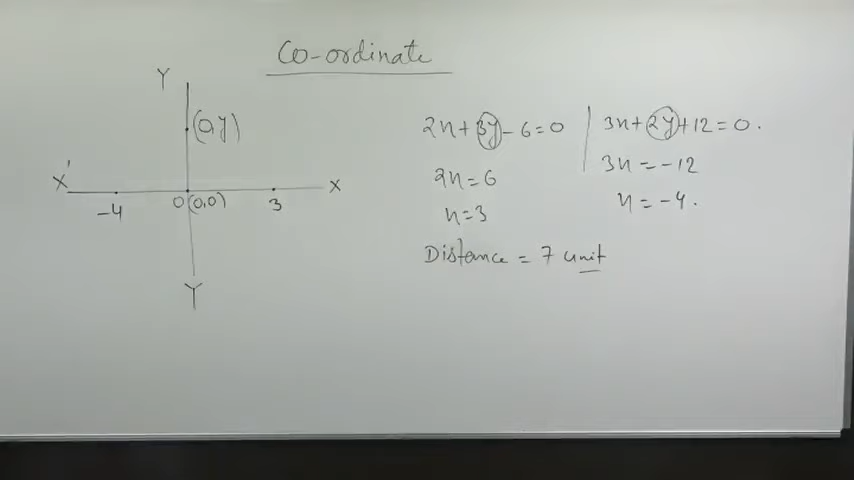 Co-ordinate
Y
(0,y)
X'
X
-4
0(0,0)
3
Y
2x+3y-6=0
2x=6
x=3
3x+2y+12=0.
3x=-12
x=-4.
Distance = 7 unit